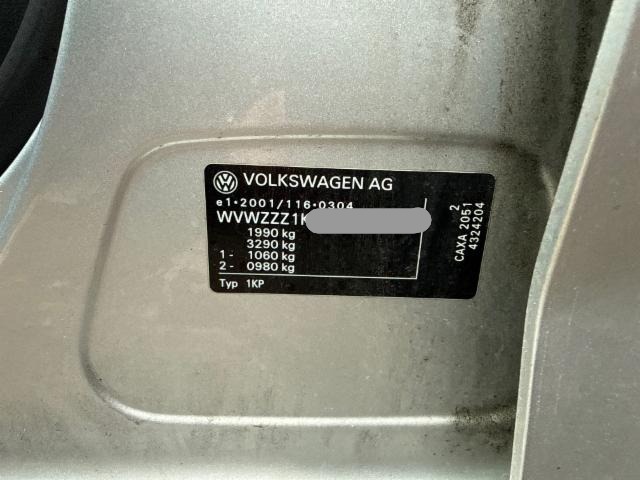 VOLKSWAGEN AG
e1*2001/116*0304
WVWZZZ1K
1990 kg
3290 kg
1 - 1060 kg
2 - 0980 kg
Typ 1KP
2
CAXA 2051
4324204